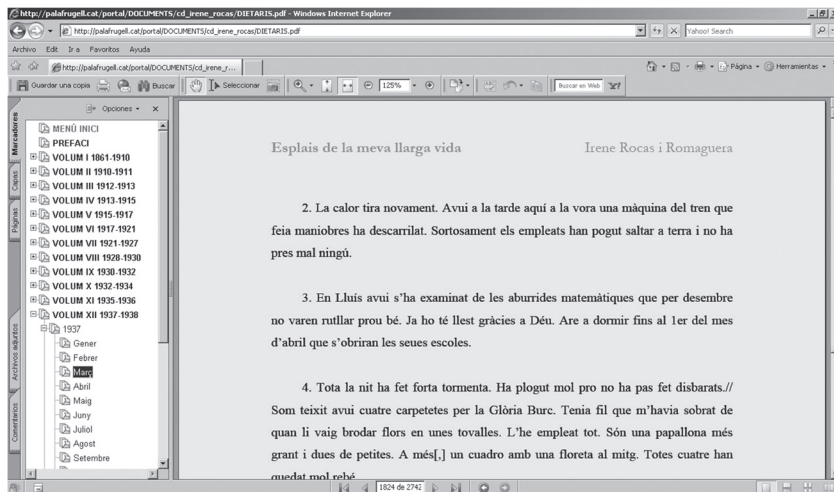 http://palafrugell.cat/portal/DOCUMENTS/cd_irene_rocas/DIETARIS.pdf - Windows Internet Explorer
http://palafrugell.cat/portal/DOCUMENTS/cd_irene_rocas/DIETARIS.pdf
Yahoo! Search
Archivo Edit Ir a Favoritos Ayuda
http://palafrugell.cat/portal/DOCUMENTS/cd_irene_r...
Página Herramientas
Guardar una copia Buscar Seleccionar 125% Buscar en Web Y!
Opciones X
Marcadores
Capas
Páginas
Archivos adjuntos
Comentarios
MENÚ INICI
PREFACI
VOLUM I 1861-1910
VOLUM II 1910-1911
VOLUM III 1912-1913
VOLUM IV 1913-1915
VOLUM V 1915-1917
VOLUM VI 1917-1921
VOLUM VII 1921-1927
VOLUM VIII 1928-1930
VOLUM IX 1930-1932
VOLUM X 1932-1934
VOLUM XI 1935-1936
VOLUM XII 1937-1938
1937
Gener
Febrer
Març
Abril
Maig
Juny
Juliol
Agost
Setembre
Esplais de la meva llarga vida Irene Rocas i Romaguera
2. La calor tira novament. Avui a la tarde aquí a la vora una màquina del tren que
feia maniobres ha descarrilat. Sortosament els empleats han pogut saltar a terra i no ha
pres mal ningú.
3. En Lluís avui s'ha examinat de les aburrides matemàtiques que per desembre
no varen rutllar prou bé. Ja ho té llest gràcies a Déu. Are a dormir fins al 1er del mes
d'abril que s'obriran les seues escoles.
4. Tota la nit ha fet forta tormenta. Ha plogut mol pro no ha pas fet disbarats.//
Som teixit avui cuatre carpetetes per la Glòria Burc. Tenia fil que m'havia sobrat de
quan li vaig brodar flors en unes tovalles. L'he empleat tot. Són una papallona més
grant i dues de petites. A més[,] un cuadro amb una floreta al mitg. Totes cuatre han
quedat mol rebé.
1824 de 2742